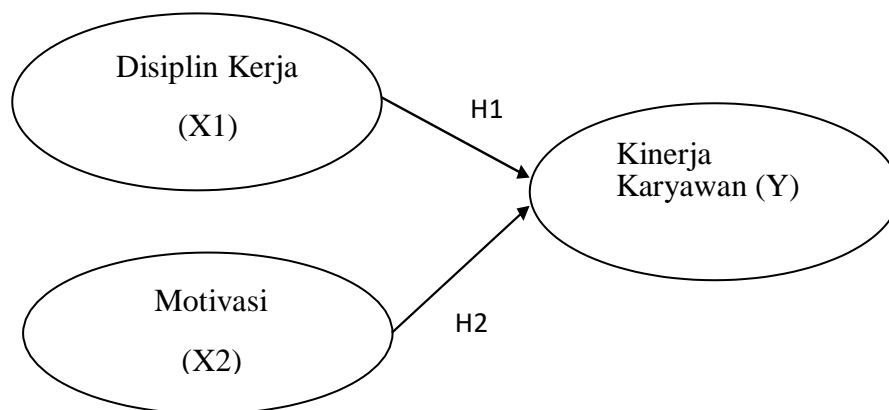 Disiplin Kerja
(X1)
H1
Kinerja
Karyawan (Y)
Motivasi
(X2)
H2